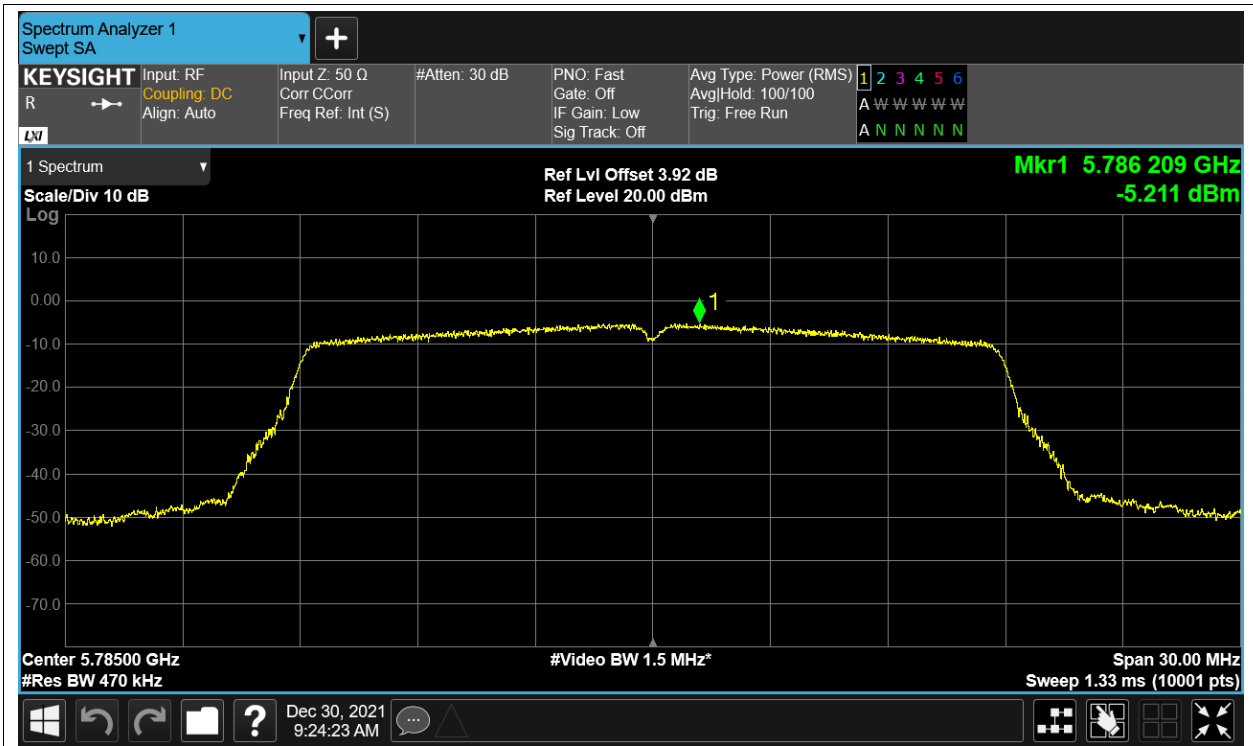 Spectrum Analyzer 1
Swept SA
KEYSIGHT
R
LXI
Input: RF
Coupling: DC
Align: Auto
Input Z: 50 Ω
Corr CCorr
Freq Ref: Int (S)
#Atten: 30 dB
PNO: Fast
Gate: Off
IF Gain: Low
Sig Track: Off
Avg Type: Power (RMS)
Avg|Hold: 100/100
Trig: Free Run
1 2 3 4 5 6
A W W W W W
A N N N N N
1 Spectrum
Scale/Div 10 dB
Log
Ref Lvl Offset 3.92 dB
Ref Level 20.00 dBm
Mkr1 5.786 209 GHz
-5.211 dBm
10.0
0.00
-10.0
-20.0
-30.0
-40.0
-50.0
-60.0
-70.0
1
Center 5.78500 GHz
#Res BW 470 kHz
#Video BW 1.5 MHz*
Span 30.00 MHz
Sweep 1.33 ms (10001 pts)
?
Dec 30, 2021
9:24:23 AM